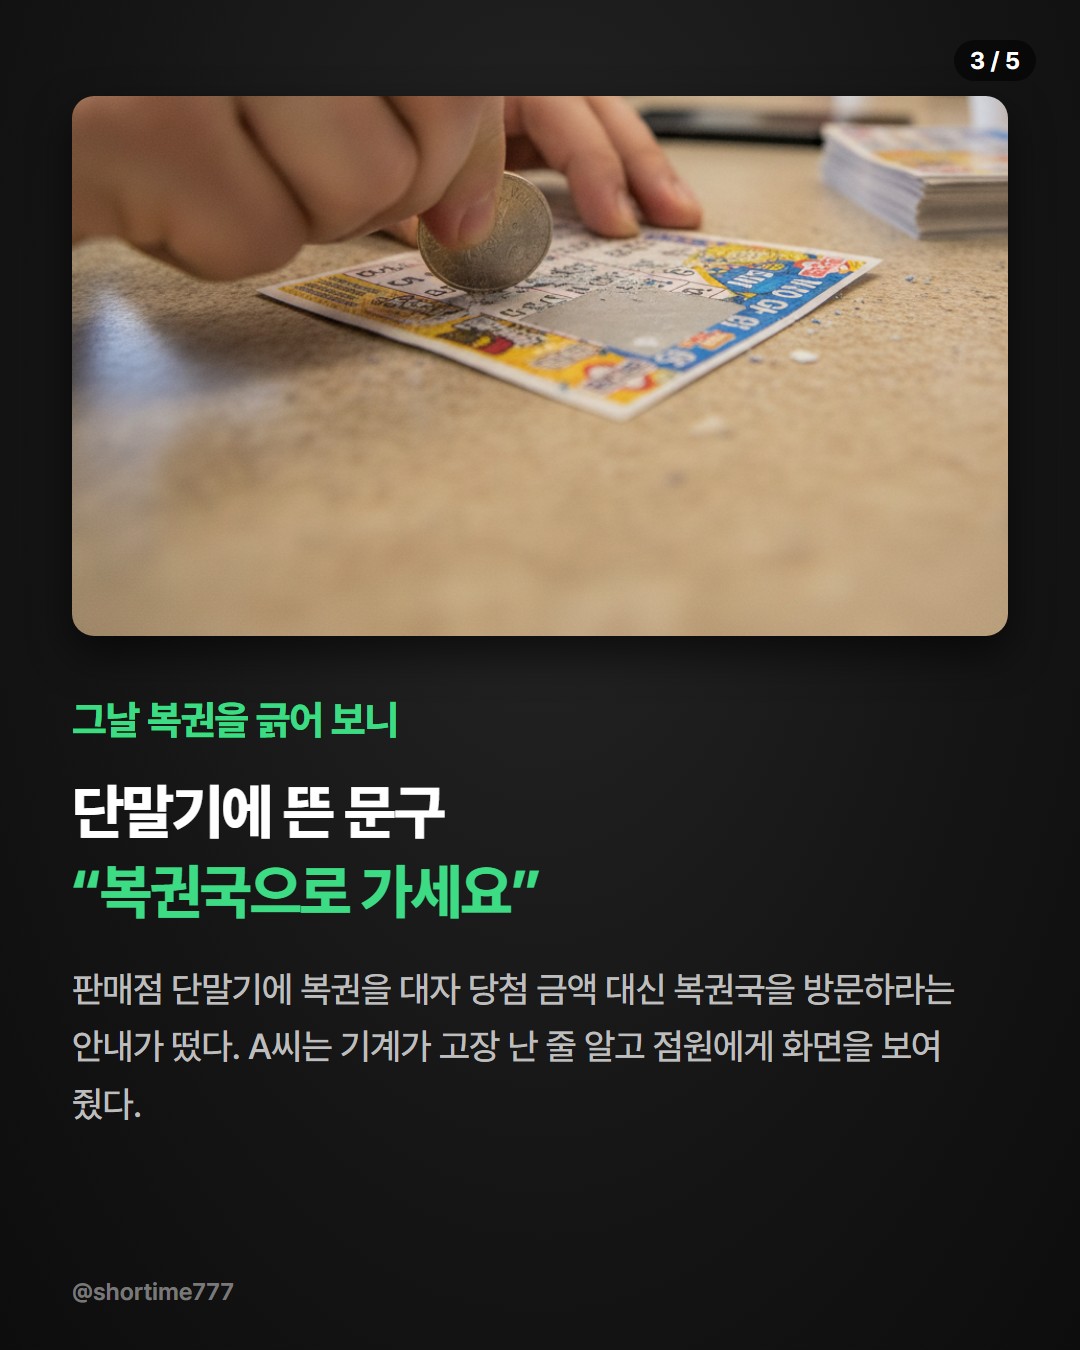 3 / 5
그날 복권을 긁어 보니
단말기에 뜬 문구
“복권국으로 가세요”
판매점 단말기에 복권을 대자 당첨 금액 대신 복권국을 방문하라는
안내가 떴다. A씨는 기계가 고장 난 줄 알고 점원에게 화면을 보여
줬다.
@shortime777